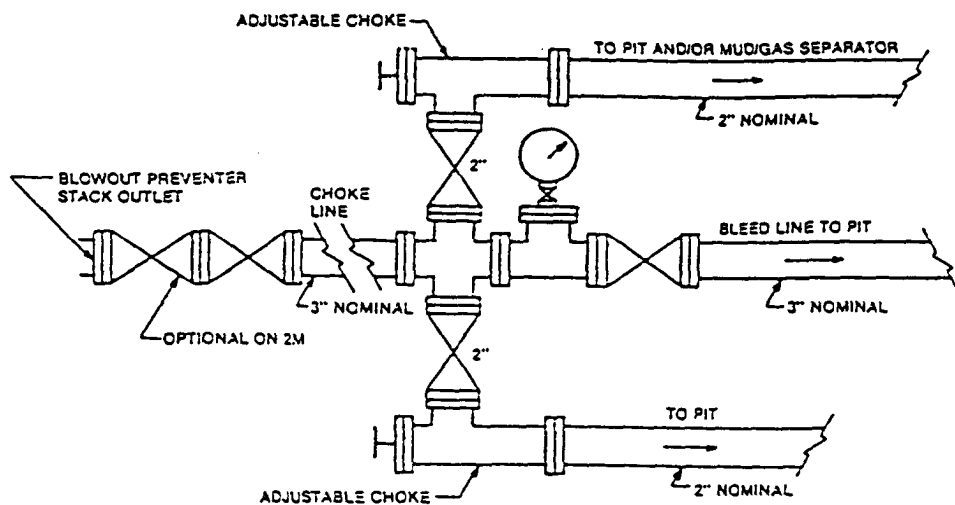 ADJUSTABLE CHOKE
TO PIT AND/OR MUD/GAS SEPARATOR
2" NOMINAL
2"
BLOWOUT PREVENTER
STACK OUTLET
CHOKE
LINE
BLEED LINE TO PIT
3" NOMINAL
3" NOMINAL
OPTIONAL ON 2M
2"
TO PIT
ADJUSTABLE CHOKE
2" NOMINAL